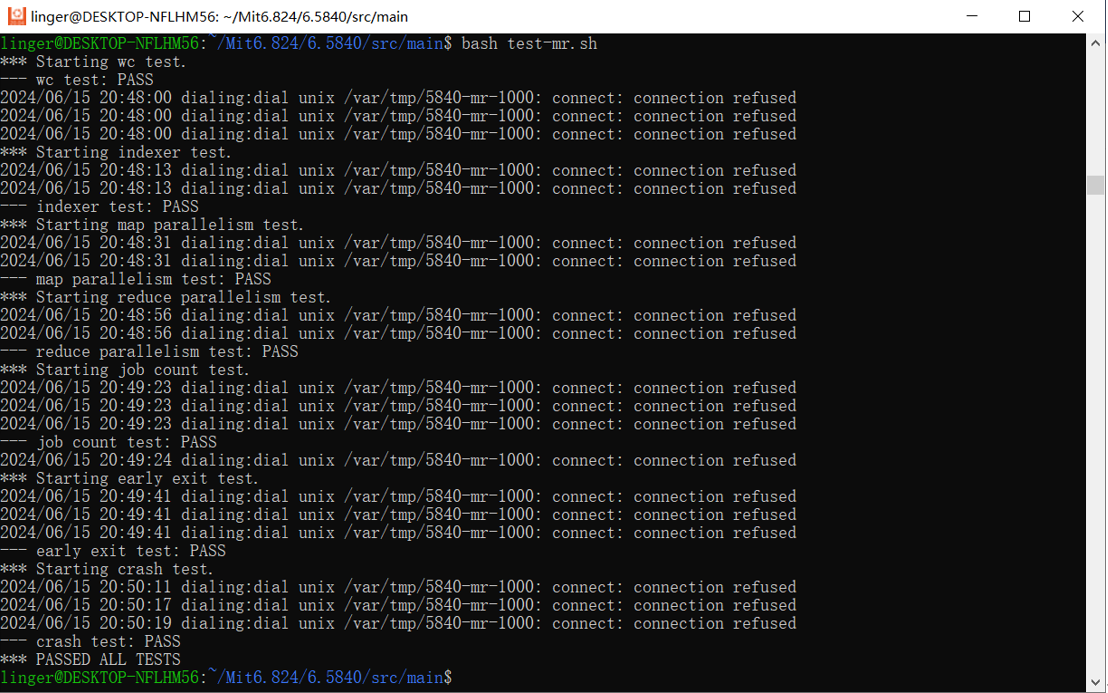 linger@DESKTOP-NFLHM56: ~/Mit6.824/6.5840/src/main
linger@DESKTOP-NFLHM56:~/Mit6.824/6.5840/src/main$ bash test-mr.sh
*** Starting wc test.
--- wc test: PASS
2024/06/15 20:48:00 dialing:dial unix /var/tmp/5840-mr-1000: connect: connection refused
2024/06/15 20:48:00 dialing:dial unix /var/tmp/5840-mr-1000: connect: connection refused
2024/06/15 20:48:00 dialing:dial unix /var/tmp/5840-mr-1000: connect: connection refused
*** Starting indexer test.
2024/06/15 20:48:13 dialing:dial unix /var/tmp/5840-mr-1000: connect: connection refused
2024/06/15 20:48:13 dialing:dial unix /var/tmp/5840-mr-1000: connect: connection refused
--- indexer test: PASS
*** Starting map parallelism test.
2024/06/15 20:48:31 dialing:dial unix /var/tmp/5840-mr-1000: connect: connection refused
2024/06/15 20:48:31 dialing:dial unix /var/tmp/5840-mr-1000: connect: connection refused
--- map parallelism test: PASS
*** Starting reduce parallelism test.
2024/06/15 20:48:56 dialing:dial unix /var/tmp/5840-mr-1000: connect: connection refused
2024/06/15 20:48:56 dialing:dial unix /var/tmp/5840-mr-1000: connect: connection refused
--- reduce parallelism test: PASS
*** Starting job count test.
2024/06/15 20:49:23 dialing:dial unix /var/tmp/5840-mr-1000: connect: connection refused
2024/06/15 20:49:23 dialing:dial unix /var/tmp/5840-mr-1000: connect: connection refused
2024/06/15 20:49:23 dialing:dial unix /var/tmp/5840-mr-1000: connect: connection refused
--- job count test: PASS
2024/06/15 20:49:24 dialing:dial unix /var/tmp/5840-mr-1000: connect: connection refused
*** Starting early exit test.
2024/06/15 20:49:41 dialing:dial unix /var/tmp/5840-mr-1000: connect: connection refused
2024/06/15 20:49:41 dialing:dial unix /var/tmp/5840-mr-1000: connect: connection refused
2024/06/15 20:49:41 dialing:dial unix /var/tmp/5840-mr-1000: connect: connection refused
--- early exit test: PASS
*** Starting crash test.
2024/06/15 20:50:11 dialing:dial unix /var/tmp/5840-mr-1000: connect: connection refused
2024/06/15 20:50:17 dialing:dial unix /var/tmp/5840-mr-1000: connect: connection refused
2024/06/15 20:50:19 dialing:dial unix /var/tmp/5840-mr-1000: connect: connection refused
--- crash test: PASS
*** PASSED ALL TESTS
linger@DESKTOP-NFLHM56:~/Mit6.824/6.5840/src/main$